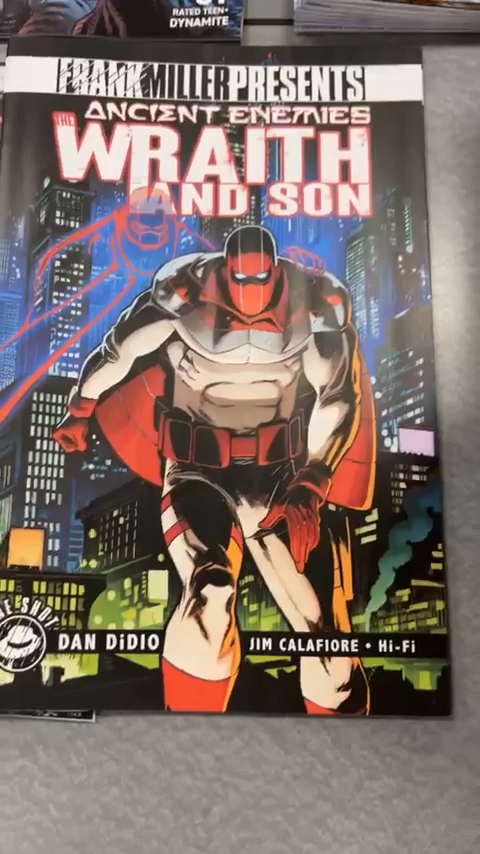 RATED TEEN+
DYNAMITE
FRANK MILLER PRESENTS
ANCIENT ENEMIES
THE
WRAITH
AND SON
DAN DiDIO
JIM CALAFIORE • Hi-Fi